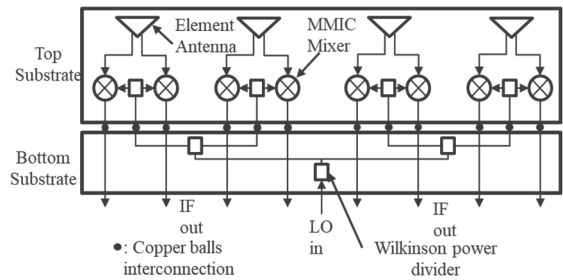 Element
Antenna
MMIC
Mixer
Top
Substrate
Bottom
Substrate
IF
out
LO
in
IF
out
●: Copper balls
interconnection
Wilkinson power
divider